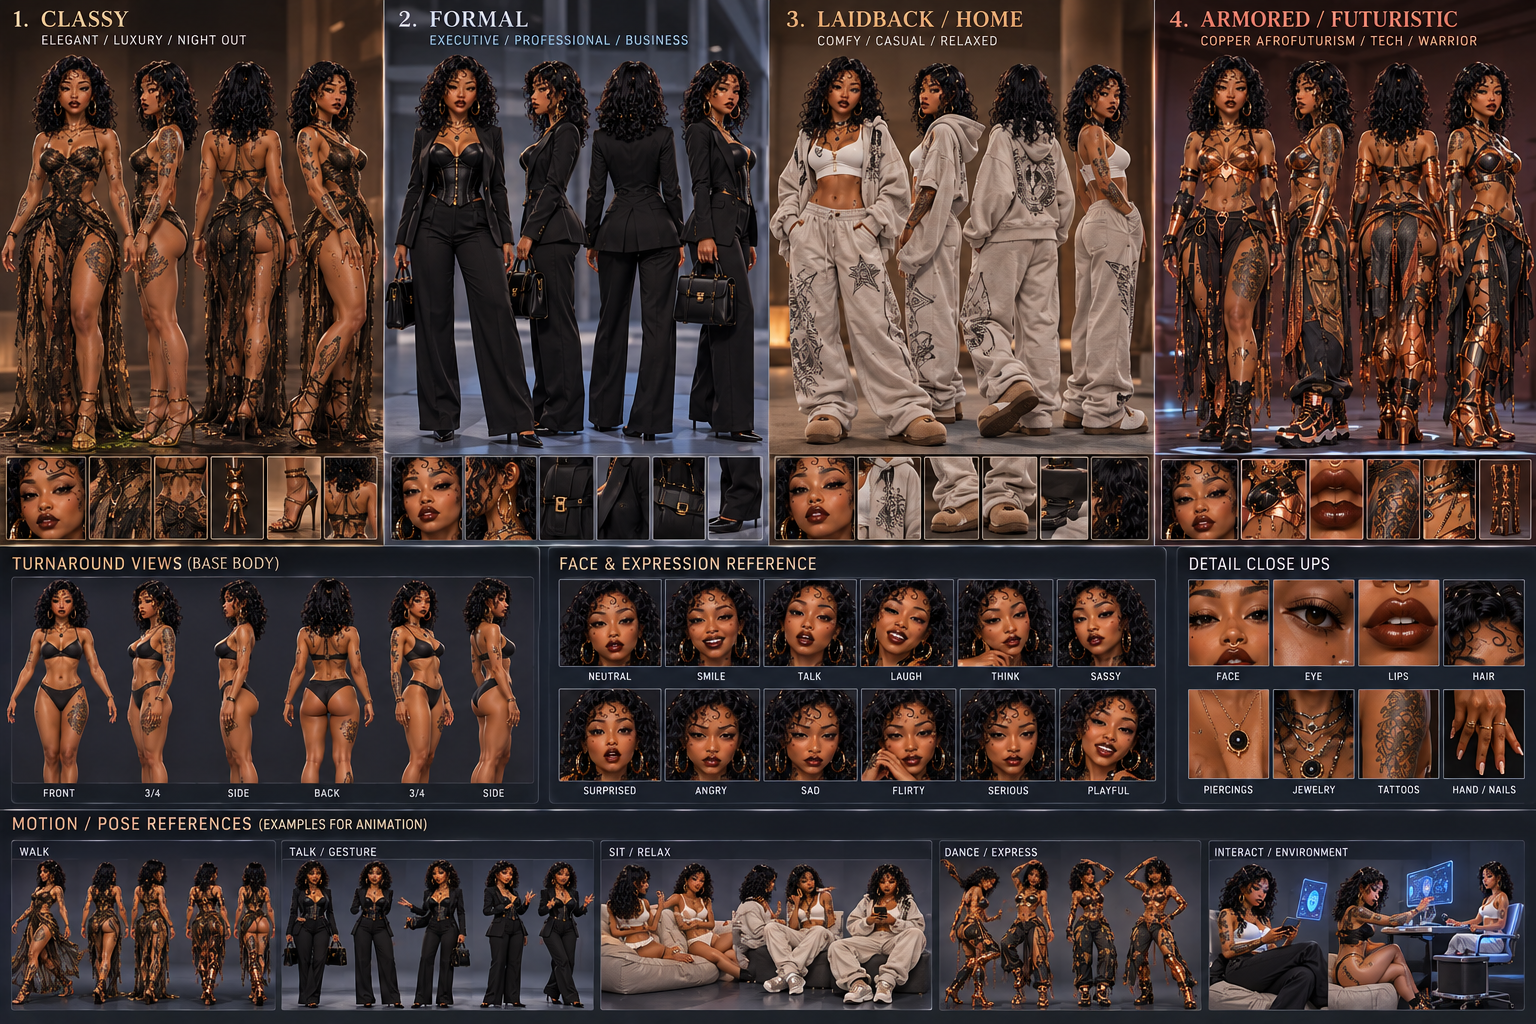 1. CLASSY
ELEGANT / LUXURY / NIGHT OUT
2. FORMAL
EXECUTIVE / PROFESSIONAL / BUSINESS
3. LAIDBACK / HOME
COMFY / CASUAL / RELAXED
4. ARMORED / FUTURISTIC
COPPER AFROFUTURISM / TECH / WARRIOR
TURNAROUND VIEWS (BASE BODY)
FRONT
3/4
SIDE
BACK
3/4
SIDE
FACE & EXPRESSION REFERENCE
NEUTRAL
SMILE
TALK
LAUGH
THINK
SASSY
SURPRISED
ANGRY
SAD
FLIRTY
SERIOUS
PLAYFUL
DETAIL CLOSE UPS
FACE
EYE
LIPS
HAIR
PIERCINGS
JEWELRY
TATTOOS
HAND / NAILS
MOTION / POSE REFERENCES (EXAMPLES FOR ANIMATION)
WALK
TALK / GESTURE
SIT / RELAX
DANCE / EXPRESS
INTERACT / ENVIRONMENT